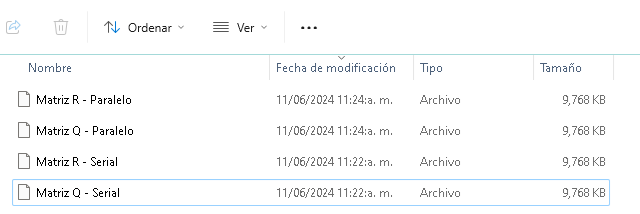 Ordenar Ver ...
Nombre Fecha de modificación Tipo Tamaño
Matriz R - Paralelo 11/06/2024 11:24:a. m. Archivo 9,768 KB
Matriz Q - Paralelo 11/06/2024 11:24:a. m. Archivo 9,768 KB
Matriz R - Serial 11/06/2024 11:22:a. m. Archivo 9,768 KB
Matriz Q - Serial 11/06/2024 11:22:a. m. Archivo 9,768 KB